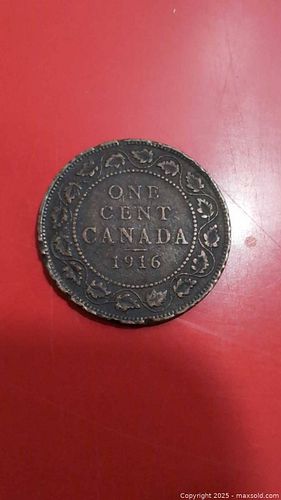 ONE
CENT
CANADA
1916
Copyright 2025 - maxsold.com